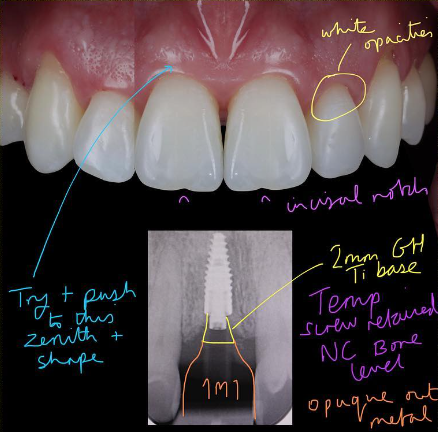 white
opacities
incisal notch
2mm GH
Ti base
Try + push
to this
zenith +
shape
Temp
screw retained
NC Bone
level
1M1
opaque out
metal